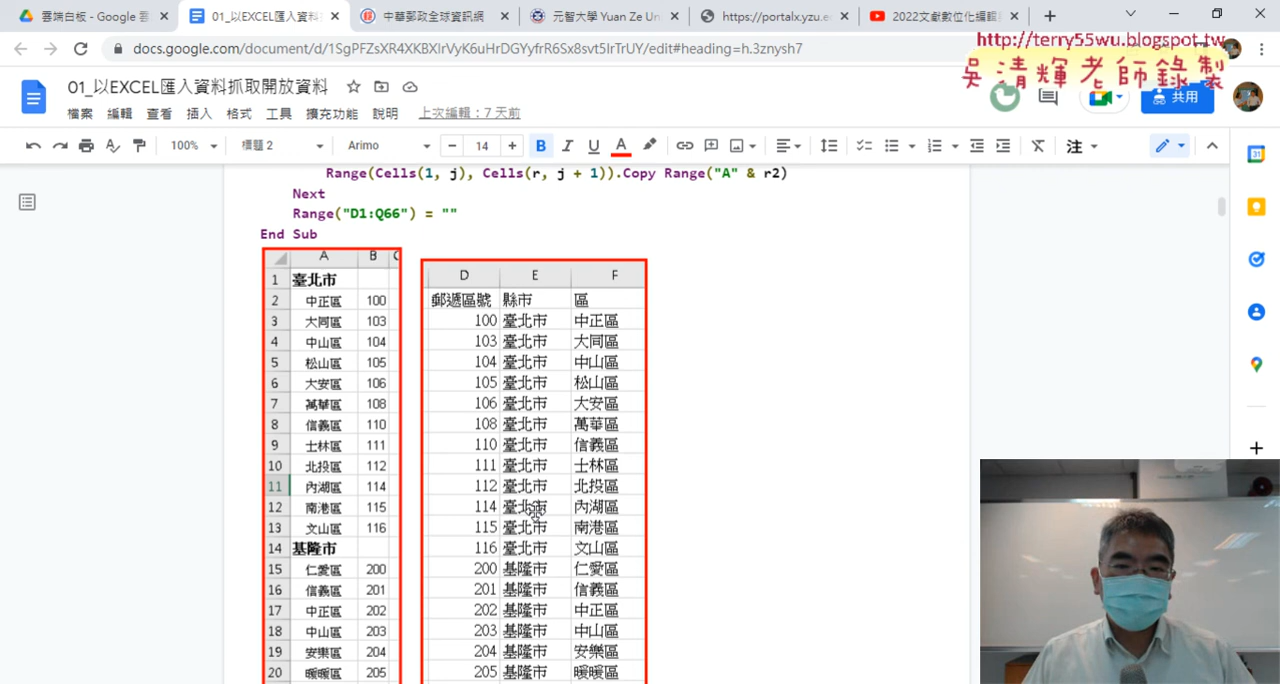 雲端白板 - Google 雲
01_以EXCEL匯入資料
中華郵政全球資訊網
元智大學 Yuan Ze Un
https://portalx.yzu.e
2022文獻數位化編輯
docs.google.com/document/d/1SgPFZsXR4XKBXlrVyK6uHrDGYyfrR6Sx8svt5lrTrUY/edit#heading=h.3znysh7
http://terry55wu.blogspot.tw
吳清輝老師錄製
01_以EXCEL匯入資料抓取開放資料
檔案 編輯 查看 插入 格式 工具 擴充功能 說明 上次編輯：7 天前
共用
100% 標題 2 Arimo 14 B I U A 注
Range(Cells(1, j), Cells(r, j + 1)).Copy Range("A" & r2)
Next
Range("D1:Q66") = ""
End Sub
A B C
1 臺北市
2 中正區 100
3 大同區 103
4 中山區 104
5 松山區 105
6 大安區 106
7 萬華區 108
8 信義區 110
9 士林區 111
10 北投區 112
11 內湖區 114
12 南港區 115
13 文山區 116
14 基隆市
15 仁愛區 200
16 信義區 201
17 中正區 202
18 中山區 203
19 安樂區 204
20 暖暖區 205
D E F
郵遞區號 縣市 區
100 臺北市 中正區
103 臺北市 大同區
104 臺北市 中山區
105 臺北市 松山區
106 臺北市 大安區
108 臺北市 萬華區
110 臺北市 信義區
111 臺北市 士林區
112 臺北市 北投區
114 臺北市 內湖區
115 臺北市 南港區
116 臺北市 文山區
200 基隆市 仁愛區
201 基隆市 信義區
202 基隆市 中正區
203 基隆市 中山區
204 基隆市 安樂區
205 基隆市 暖暖區
31